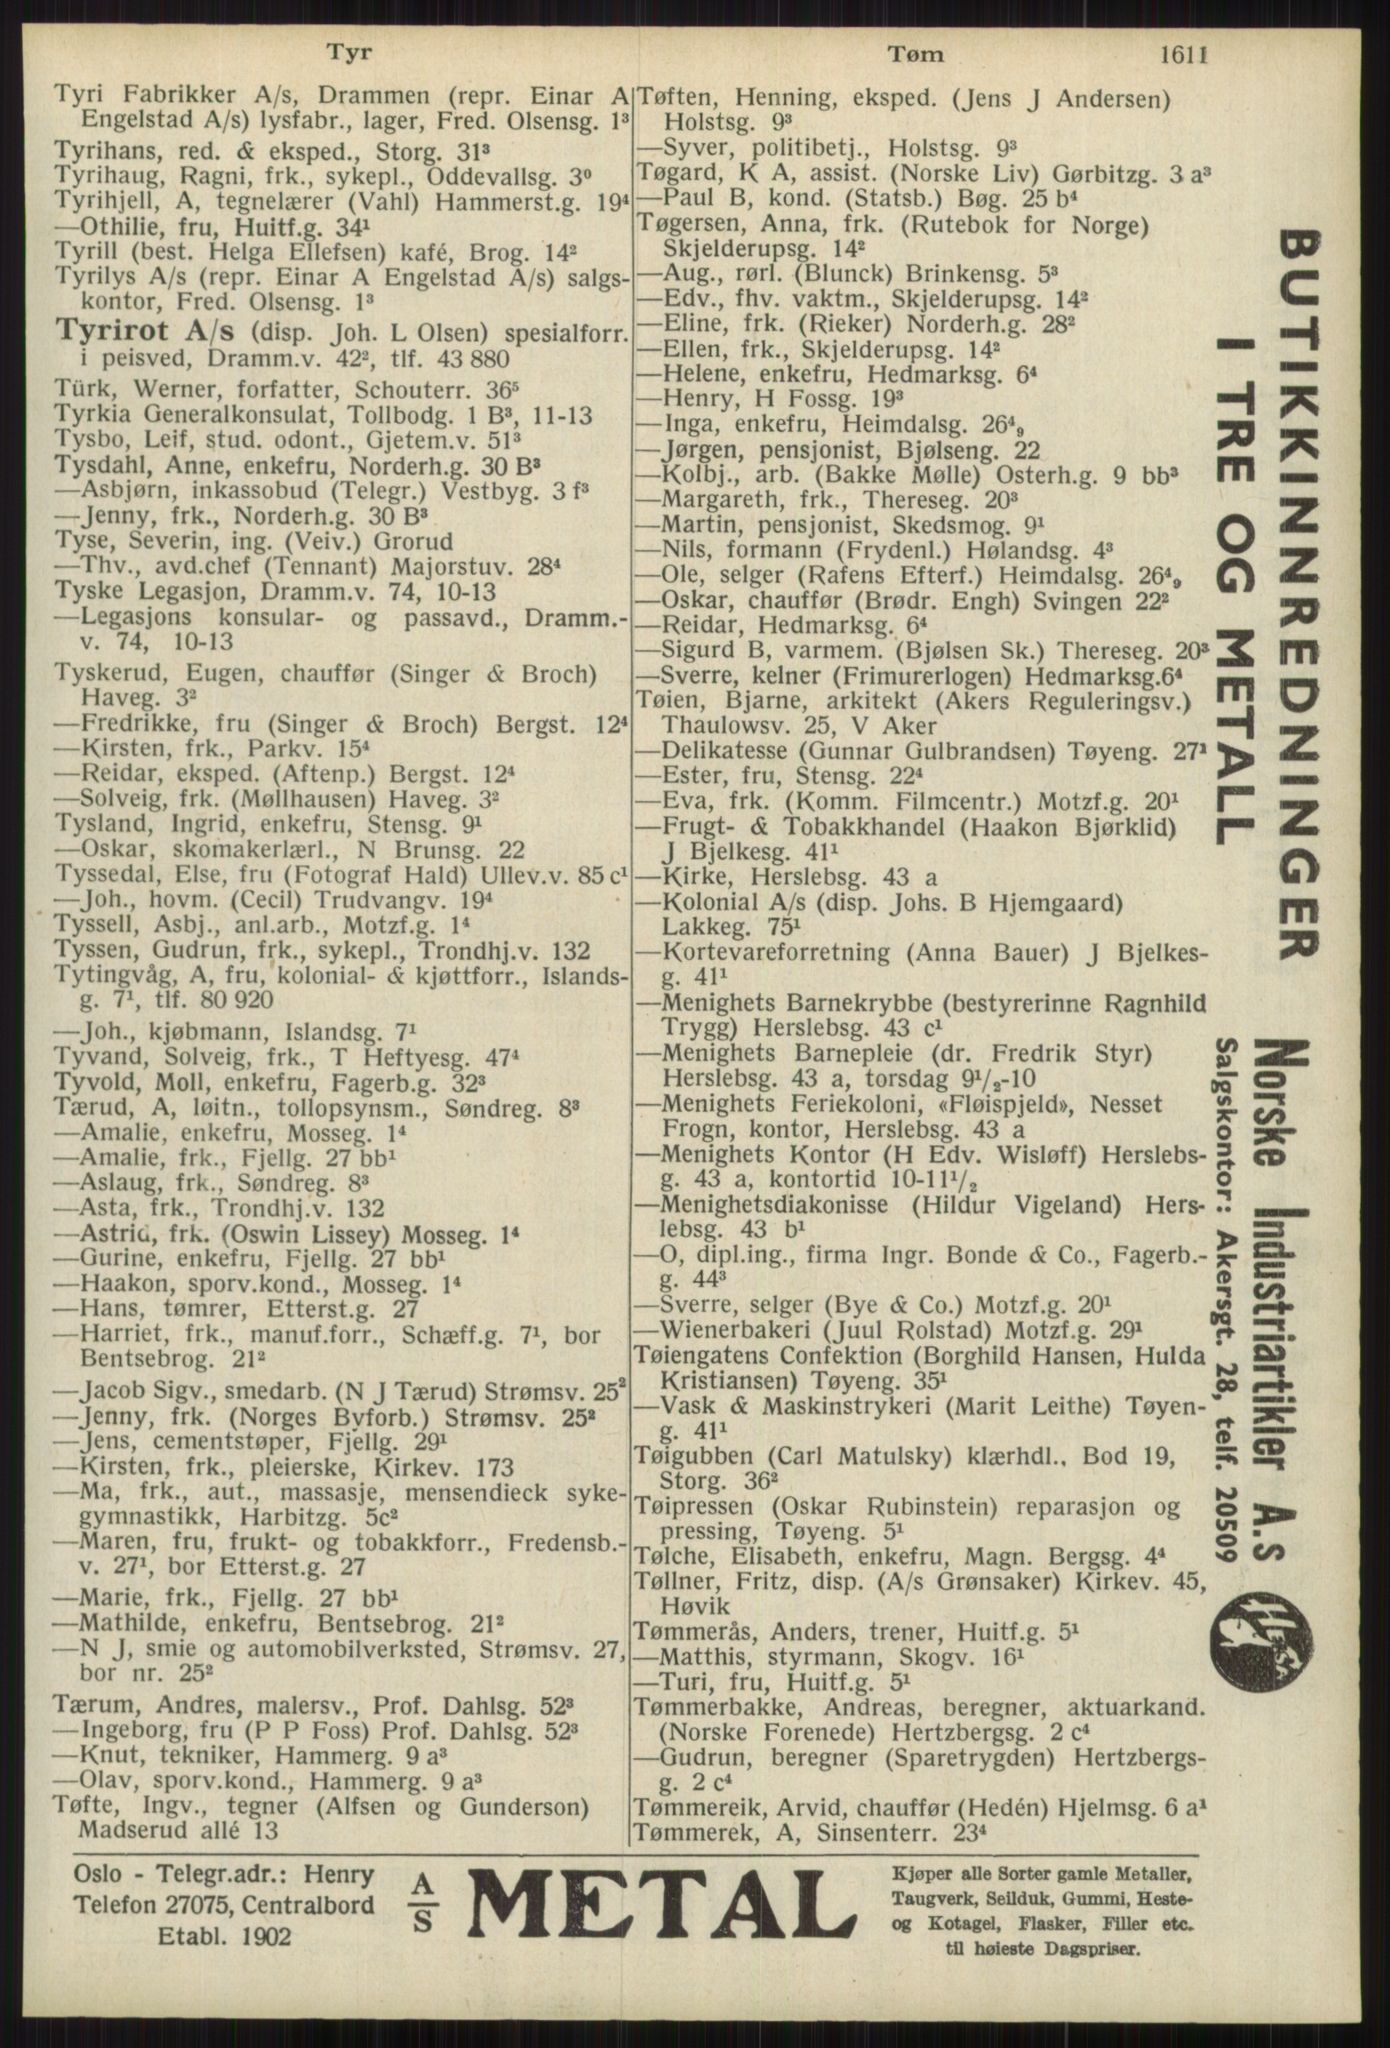 Tyr
Tøm
1611
Tyri Fabrikker A/s, Drammen (repr. Einar A
Engelstad A/s) lysfabr., lager, Fred. Olsensg. 1³
Tyrihans, red. & eksped., Storg. 31³
Tyrihaug, Ragni, frk., sykepl., Oddevallsg. 3⁰
Tyrihjell, A, tegnelærer (Vahl) Hammerst.g. 19⁴
—Othilie, fru, Huitf.g. 34¹
Tyrill (best. Helga Ellefsen) kafé, Brog. 14²
Tyrilys A/s (repr. Einar A Engelstad A/s) salgs-
kontor, Fred. Olsensg. 1³
Tyrirot A/s (disp. Joh. L Olsen) spesialforr.
i peisved, Dramm.v. 42², tlf. 43 880
Türk, Werner, forfatter, Schouterr. 36⁵
Tyrkia Generalkonsulat, Tollbodg. 1 B³, 11-13
Tysbo, Leif, stud. odont., Gjetem.v. 51³
Tysdahl, Anne, enkefru, Norderh.g. 30 B³
—Asbjørn, inkassobud (Telegr.) Vestbyg. 3 f³
—Jenny, frk., Norderh.g. 30 B³
Tyse, Severin, ing. (Veiv.) Grorud
—Thv., avd.chef (Tennant) Majorstuv. 28⁴
Tyske Legasjon, Dramm.v. 74, 10-13
—Legasjons konsular- og passavd., Dramm.-
v. 74, 10-13
Tyskerud, Eugen, chauffør (Singer & Broch)
Haveg. 3²
—Fredrikke, fru (Singer & Broch) Bergst. 12⁴
—Kirsten, frk., Parkv. 15⁴
—Reidar, eksped. (Aftenp.) Bergst. 12⁴
—Solveig, frk. (Møllhausen) Haveg. 3²
Tysland, Ingrid, enkefru, Stensg. 9¹
—Oskar, skomakerlærl., N Brunsg. 22
Tyssedal, Else, fru (Fotograf Hald) Ullev.v. 85 c¹
—Joh., hovm. (Cecil) Trudvangv. 19⁴
Tyssell, Asbj., anl.arb., Motzf.g. 1⁴
Tyssen, Gudrun, frk., sykepl., Trondhj.v. 132
Tytingvåg, A, fru, kolonial- & kjøttforr., Islands-
g. 7¹, tlf. 80 920
—Joh., kjøbmann, Islandsg. 7¹
Tyvand, Solveig, frk., T Heftyesg. 47⁴
Tyvold, Moll, enkefru, Fagerb.g. 32³
Tærud, A, løitn., tollopsynsm., Søndreg. 8³
—Amalie, enkefru, Mosseg. 1⁴
—Amalie, frk., Fjellg. 27 bb¹
—Aslaug, frk., Søndreg. 8³
—Asta, frk., Trondhj.v. 132
—Astrid, frk. (Oswin Lissey) Mosseg. 1⁴
—Gurine, enkefru, Fjellg. 27 bb¹
—Haakon, sporv.kond., Mosseg. 1⁴
—Hans, tømrer, Etterst.g. 27
—Harriet, frk., manuf.forr., Schæff.g. 7¹, bor
Bentsebrog. 21²
—Jacob Sigv., smedarb. (N J Tærud) Strømsv. 25²
—Jenny, frk. (Norges Byforb.) Strømsv. 25²
—Jens, cementstøper, Fjellg. 29¹
—Kirsten, frk., pleierske, Kirkev. 173
—Ma, frk., aut., massasje, mensendieck syke-
gymnastikk, Harbitzg. 5c²
—Maren, fru, frukt- og tobakkforr., Fredensb.-
v. 27¹, bor Etterst.g. 27
—Marie, frk., Fjellg. 27 bb¹
—Mathilde, enkefru, Bentsebrog. 21²
—N J, smie og automobilverksted, Strømsv. 27,
bor nr. 25²
Tærum, Andres, malersv., Prof. Dahlsg. 52³
—Ingeborg, fru (P P Foss) Prof. Dahlsg. 52³
—Knut, tekniker, Hammerg. 9 a³
—Olav, sporv.kond., Hammerg. 9 a³
Tøfte, Ingv., tegner (Alfsen og Gunderson)
Madserud allé 13
Tøften, Henning, eksped. (Jens J Andersen)
Holstsg. 9³
—Syver, politibetj., Holstsg. 9³
Tøgard, K A, assist. (Norske Liv) Gørbitzg. 3 a³
—Paul B, kond. (Statsb.) Bøg. 25 b⁴
Tøgersen, Anna, frk. (Rutebok for Norge)
Skjelderupsg. 14²
—Aug., rørl. (Blunck) Brinkensg. 5³
—Edv., fhv. vaktm., Skjelderupsg. 14²
—Eline, frk. (Rieker) Norderh.g. 28²
—Ellen, frk., Skjelderupsg. 14²
—Helene, enkefru, Hedmarksg. 6⁴
—Henry, H Fossg. 19³
—Inga, enkefru, Heimdalsg. 26⁴₉
—Jørgen, pensjonist, Bjølseng. 22
—Kolbj., arb. (Bakke Mølle) Osterh.g. 9 bb³
—Margareth, frk., Thereseg. 20³
—Martin, pensjonist, Skedsmog. 9¹
—Nils, formann (Frydenl.) Hølandsg. 4³
—Ole, selger (Rafens Efterf.) Heimdalsg. 26⁴₉
—Oskar, chauffør (Brødr. Engh) Svingen 22²
—Reidar, Hedmarksg. 6⁴
—Sigurd B, varmem. (Bjølsen Sk.) Thereseg. 20³
—Sverre, kelner (Frimurerlogen) Hedmarksg.6⁴
Tøien, Bjarne, arkitekt (Akers Reguleringsv.)
Thaulowsv. 25, V Aker
—Delikatesse (Gunnar Gulbrandsen) Tøyeng. 27¹
—Ester, fru, Stensg. 22⁴
—Eva, frk. (Komm. Filmcentr.) Motzf.g. 20¹
—Frugt- & Tobakkhandel (Haakon Bjørklid)
J Bjelkesg. 41¹
—Kirke, Herslebsg. 43 a
—Kolonial A/s (disp. Johs. B Hjemgaard)
Lakkeg. 75¹
—Kortevareforretning (Anna Bauer) J Bjelkes-
g. 41¹
—Menighets Barnekrybbe (bestyrerinne Ragnhild
Trygg) Herslebsg. 43 c¹
—Menighets Barnepleie (dr. Fredrik Styr)
Herslebsg. 43 a, torsdag 9¹/₂-10
—Menighets Feriekoloni, «Fløispjeld», Nesset
Frogn, kontor, Herslebsg. 43 a
—Menighets Kontor (H Edv. Wisløff) Herslebs-
g. 43 a, kontortid 10-11¹/₂
—Menighetsdiakonisse (Hildur Vigeland) Hers-
lebsg. 43 b¹
—O, dipl.ing., firma Ingr. Bonde & Co., Fagerb.-
g. 44³
—Sverre, selger (Bye & Co.) Motzf.g. 20¹
—Wienerbakeri (Juul Rolstad) Motzf.g. 29¹
Tøiengatens Confektion (Borghild Hansen, Hulda
Kristiansen) Tøyeng. 35¹
—Vask & Maskinstrykeri (Marit Leithe) Tøyen-
g. 41¹
Tøigubben (Carl Matulsky) klærhdl., Bod 19,
Storg. 36²
Tøipressen (Oskar Rubinstein) reparasjon og
pressing, Tøyeng. 5¹
Tølche, Elisabeth, enkefru, Magn. Bergsg. 4⁴
Tøllner, Fritz, disp. (A/s Grønsaker) Kirkev. 45,
Høvik
Tømmerås, Anders, trener, Huitf.g. 5¹
—Matthis, styrmann, Skogv. 16¹
—Turi, fru, Huitf.g. 5¹
Tømmerbakke, Andreas, beregner, aktuarkand.
(Norske Forenede) Hertzbergsg. 2 c⁴
—Gudrun, beregner (Sparetrygden) Hertzbergs-
g. 2 c⁴
Tømmereik, Arvid, chauffør (Hedén) Hjelmsg. 6 a¹
Tømmerek, A, Sinsenterr. 23⁴
BUTIKKINNREDNINGER
I TRE OG METALL
Norske Industriartikler A.s
Salgskontor: Akersgt. 28, telf. 20509
Oslo - Telegr.adr.: Henry
Telefon 27075, Centralbord
Etabl. 1902
A/S METAL
Kjøper alle Sorter gamle Metaller,
Taugverk, Seilduk, Gummi, Heste-
og Kotagel, Flasker, Filler etc.
til høieste Dagspriser.